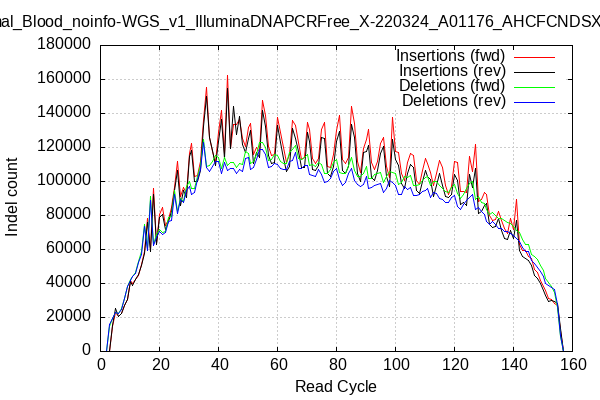 nal_Blood_noinfo-WGS_v1_IlluminaDNAPCRFree_X-220324_A01176_AHCFCNDSX
180000
160000
140000
120000
100000
80000
60000
40000
20000
0
Indel count
Insertions (fwd)
Insertions (rev)
Deletions (fwd)
Deletions (rev)
0 20 40 60 80 100 120 140 160
Read Cycle